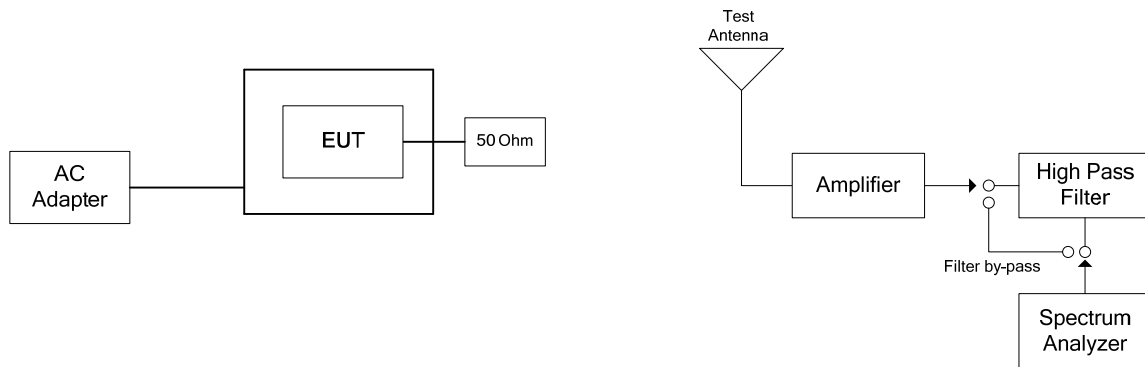 AC
Adapter
EUT
50 Ohm
Test
Antenna
Amplifier
High Pass
Filter
Filter by-pass
Spectrum
Analyzer